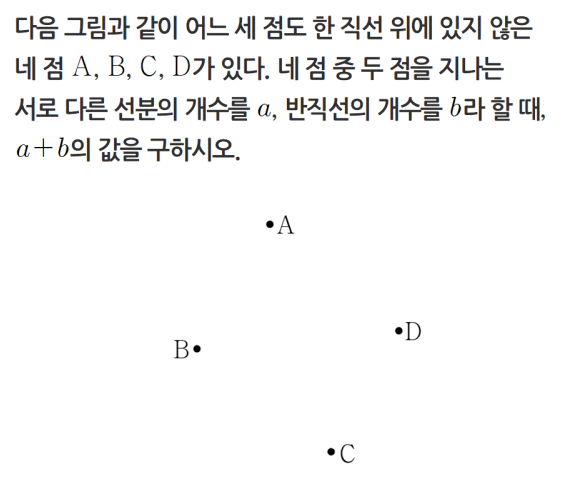 다음 그림과 같이 어느 세 점도 한 직선 위에 있지 않은
네 점 A, B, C, D가 있다. 네 점 중 두 점을 지나는
서로 다른 선분의 개수를 a, 반직선의 개수를 b라 할 때,
a+b의 값을 구하시오.
A
D
B
C